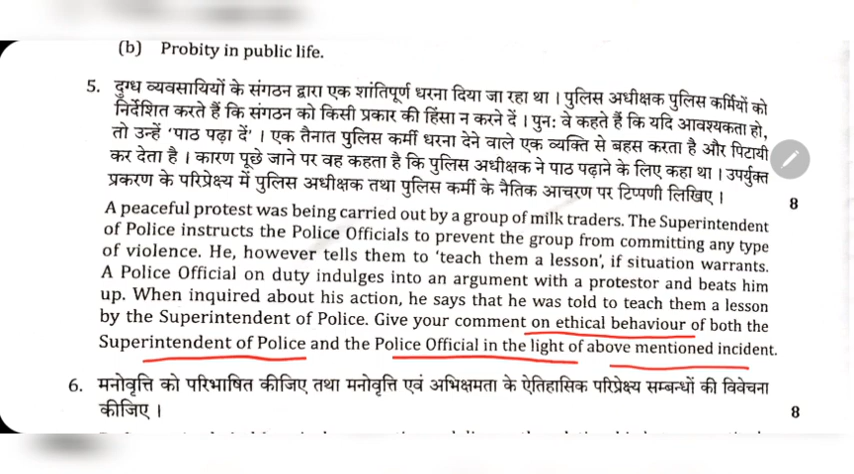 (b) Probity in public life.
5. दुग्ध व्यवसायियों के संगठन द्वारा एक शांतिपूर्ण धरना दिया जा रहा था । पुलिस अधीक्षक पुलिस कर्मियों को
निर्देशित करते हैं कि संगठन को किसी प्रकार की हिंसा न करने दें । पुन: वे कहते हैं कि यदि आवश्यकता हो,
तो उन्हें ‘पाठ पढ़ा दें’ । एक तैनात पुलिस कर्मी धरना देने वाले एक व्यक्ति से बहस करता है और पिटायी
कर देता है । कारण पूछे जाने पर वह कहता है कि पुलिस अधीक्षक ने पाठ पढ़ाने के लिए कहा था । उपर्युक्त
प्रकरण के परिप्रेक्ष्य में पुलिस अधीक्षक तथा पुलिस कर्मी के नैतिक आचरण पर टिप्पणी लिखिए । 8
A peaceful protest was being carried out by a group of milk traders. The Superintendent
of Police instructs the Police Officials to prevent the group from committing any type
of violence. He, however tells them to ‘teach them a lesson’, if situation warrants.
A Police Official on duty indulges into an argument with a protestor and beats him
up. When inquired about his action, he says that he was told to teach them a lesson
by the Superintendent of Police. Give your comment on ethical behaviour of both the
Superintendent of Police and the Police Official in the light of above mentioned incident.
6. मनोवृत्ति को परिभाषित कीजिए तथा मनोवृत्ति एवं अभिक्षमता के ऐतिहासिक परिप्रेक्ष्य सम्बन्धों की विवेचना
कीजिए । 8